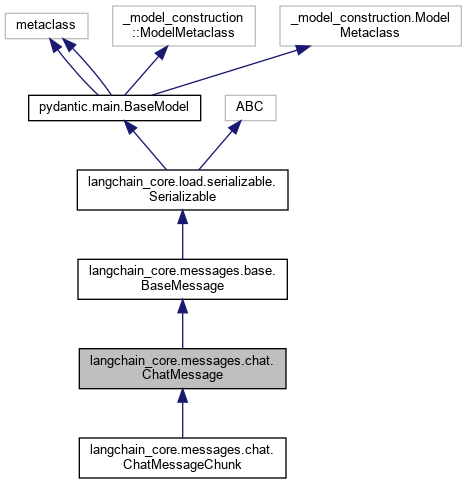 metaclass
_model_construction
::ModelMetaclass
_model_construction.Model
Metaclass
pydantic.main.BaseModel
ABC
langchain_core.load.serializable.
Serializable
langchain_core.messages.base.
BaseMessage
langchain_core.messages.chat.
ChatMessage
langchain_core.messages.chat.
ChatMessageChunk